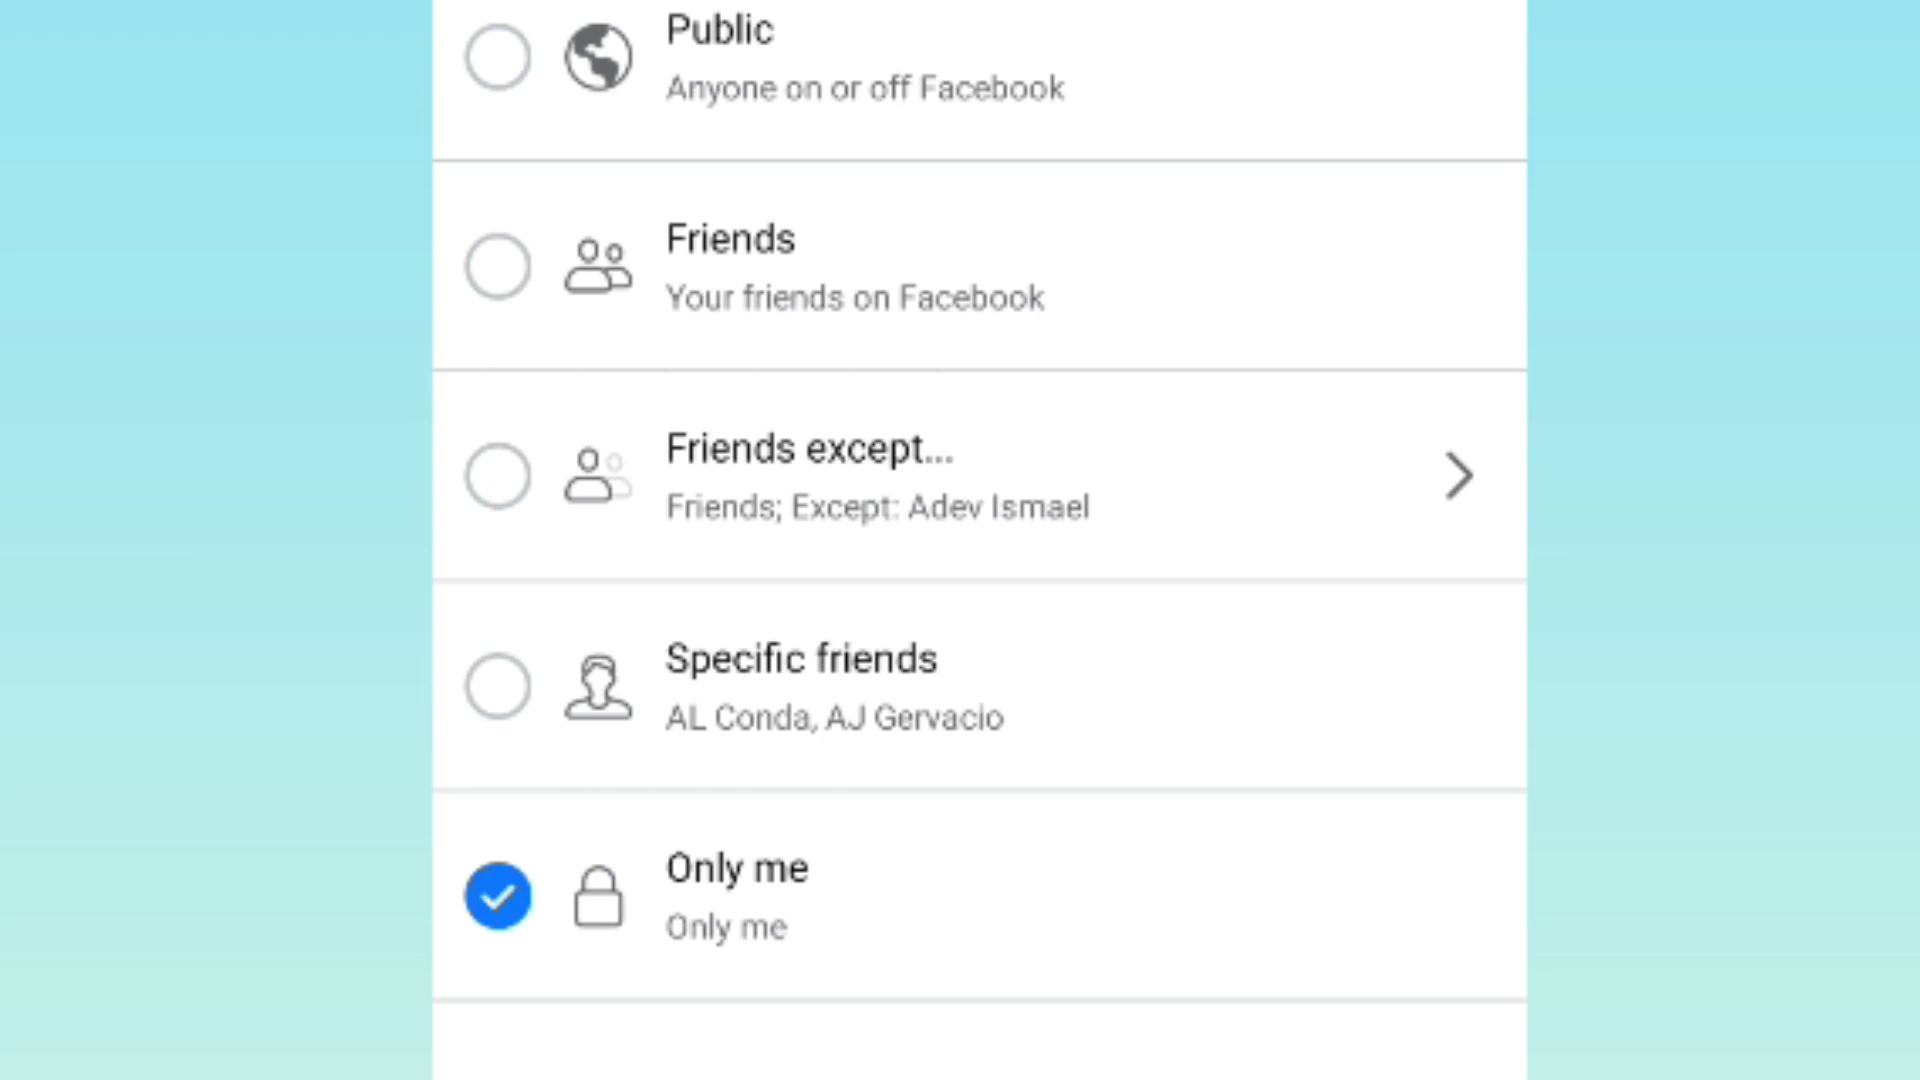 Public
Anyone on or off Facebook
Friends
Your friends on Facebook
Friends except...
Friends; Except: Adev Ismael
Specific friends
AL Conda, AJ Gervacio
Only me
Only me